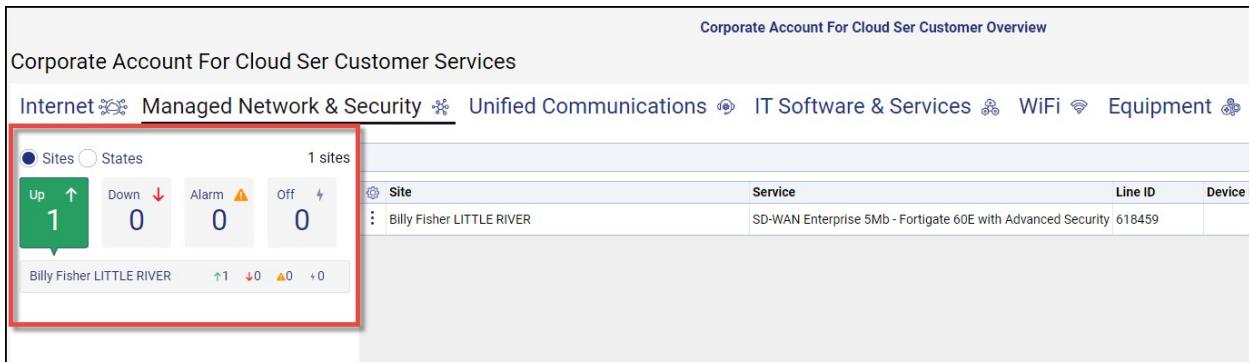 Corporate Account For Cloud Ser Customer Overview
Corporate Account For Cloud Ser Customer Services
Internet Managed Network & Security Unified Communications IT Software & Services WiFi Equipment
Sites States 1 sites
Up ↑ Down ↓ Alarm Off
1 0 0 0
Billy Fisher LITTLE RIVER ↑1 ↓0 0 0
Site Service Line ID Device
Billy Fisher LITTLE RIVER SD-WAN Enterprise 5Mb - Fortigate 60E with Advanced Security 618459